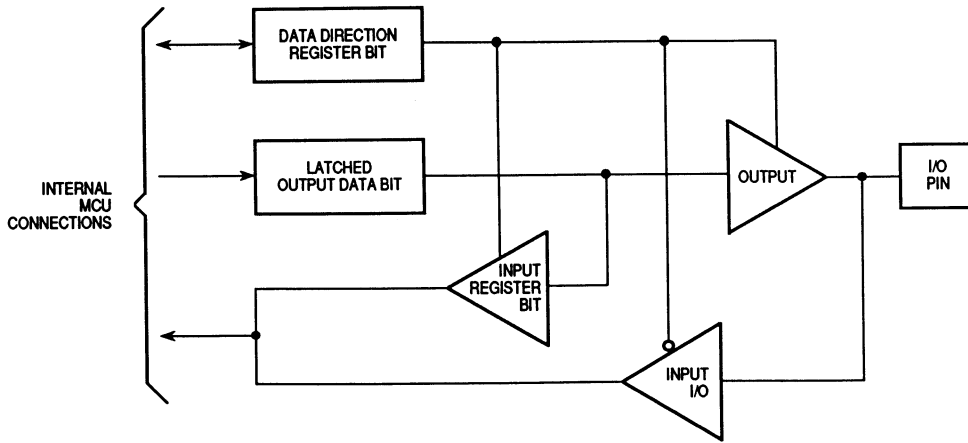 DATA DIRECTION
REGISTER BIT
LATCHED
OUTPUT DATA BIT
OUTPUT
I/O
PIN
INTERNAL
MCU
CONNECTIONS
INPUT
REGISTER
BIT
INPUT
I/O